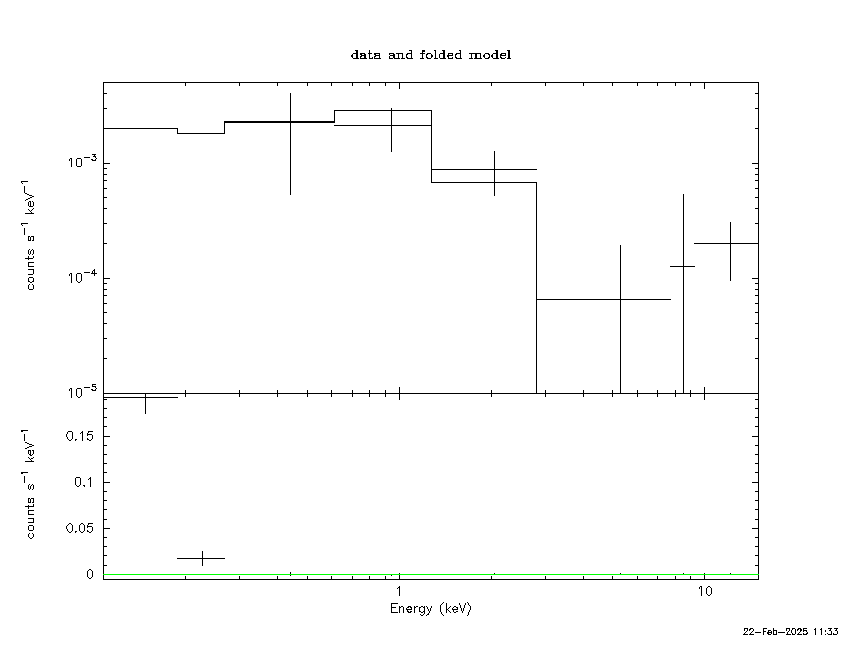 data and folded model
counts s−1 keV−1
10−3
10−4
10−5
counts s−1 keV−1
0.15
0.1
0.05
0
1 10
Energy (keV)
22−Feb−2025 11:33